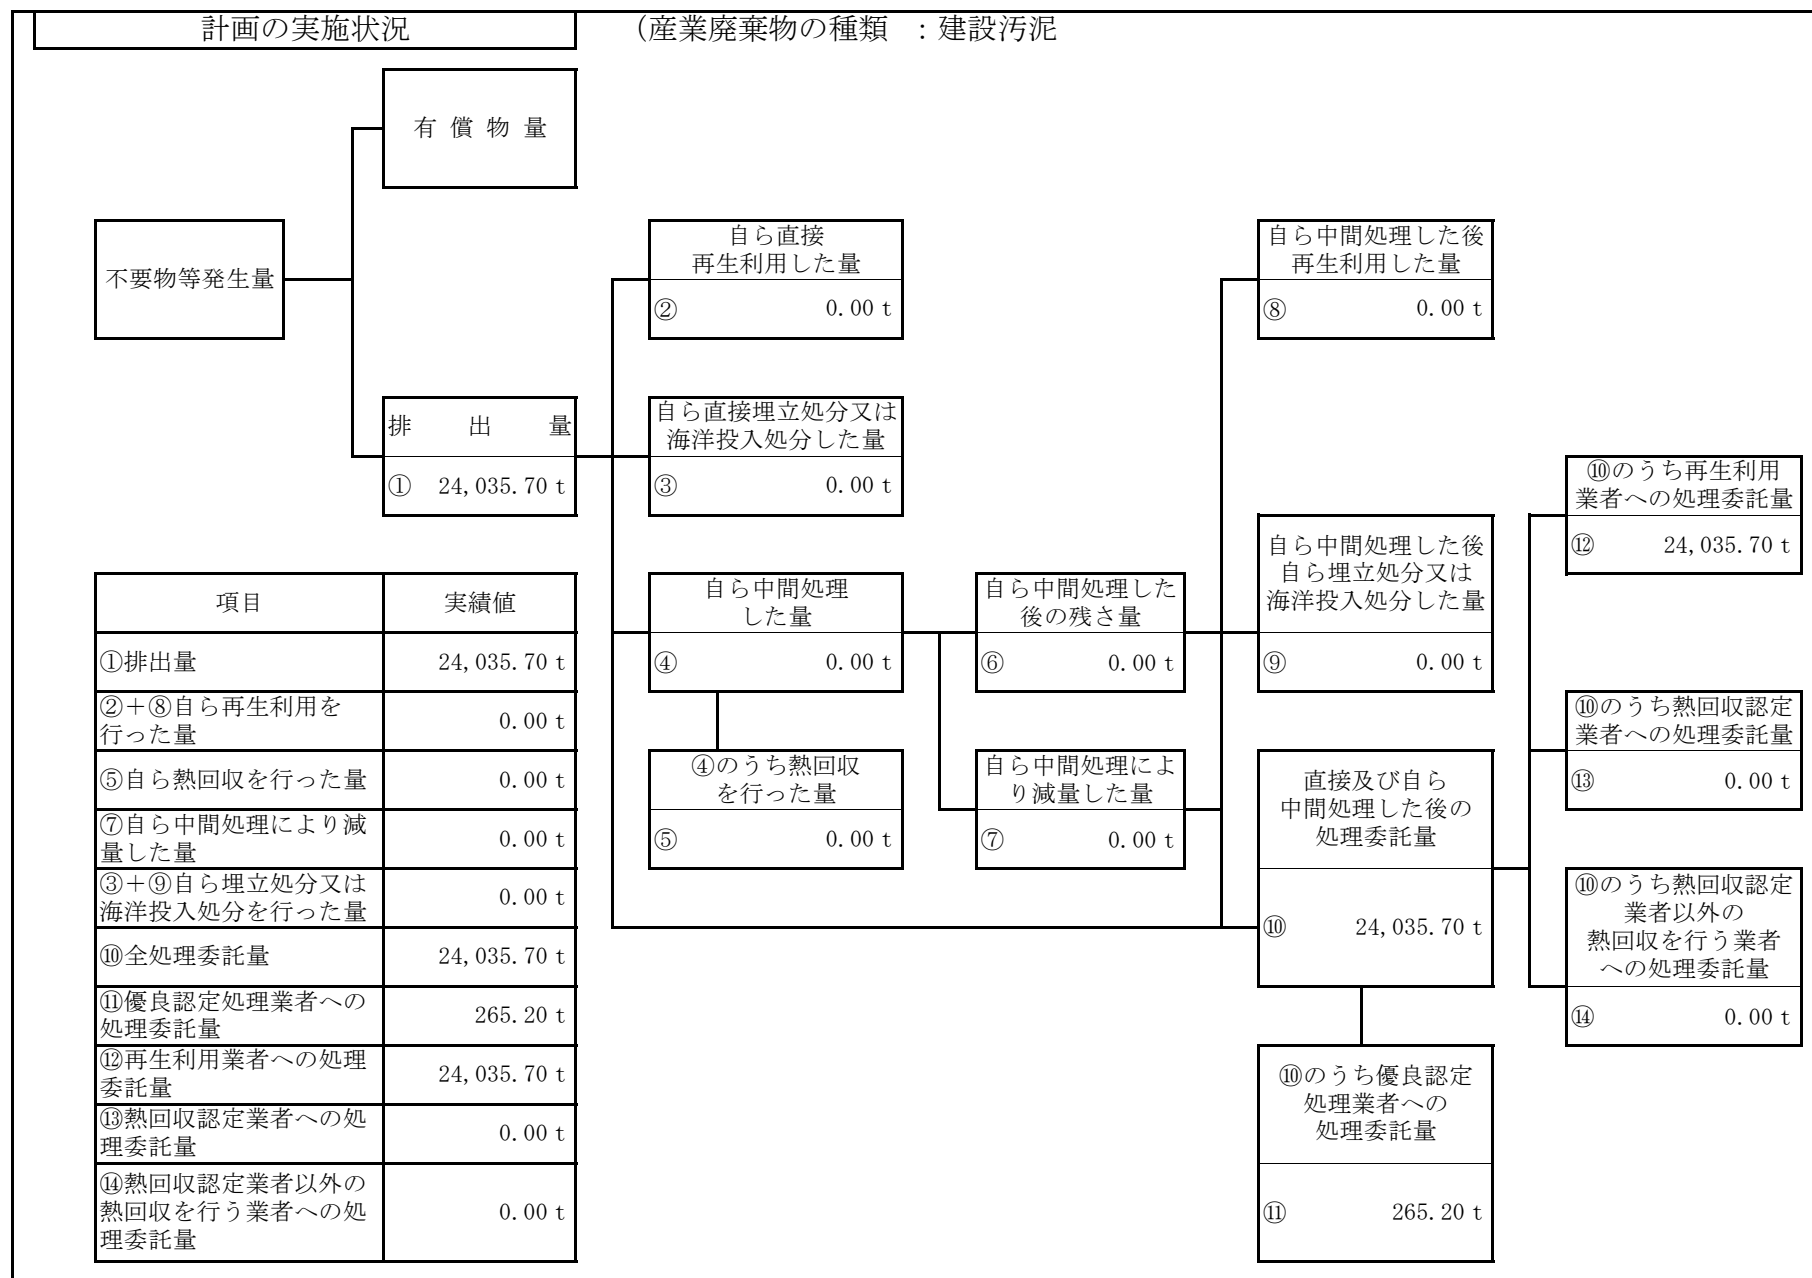 計画の実施状況
（産業廃棄物の種類 ：建設汚泥
有償物量
不要物等発生量
自ら直接
再生利用した量
② 0.00 t
自ら中間処理した後
再生利用した量
⑧ 0.00 t
排出量
① 24,035.70 t
自ら直接埋立処分又は
海洋投入処分した量
③ 0.00 t
⑩のうち再生利用
業者への処理委託量
⑫ 24,035.70 t
自ら中間処理した後
自ら埋立処分又は
海洋投入処分した量
⑨ 0.00 t
自ら中間処理
した量
④ 0.00 t
自ら中間処理した
後の残さ量
⑥ 0.00 t
④のうち熱回収
を行った量
⑤ 0.00 t
自ら中間処理によ
り減量した量
⑦ 0.00 t
直接及び自ら
中間処理した後の
処理委託量
⑩ 24,035.70 t
⑩のうち熱回収認定
業者への処理委託量
⑬ 0.00 t
⑩のうち熱回収認定
業者以外の
熱回収を行う業者
への処理委託量
⑭ 0.00 t
⑩のうち優良認定
処理業者への
処理委託量
⑪ 265.20 t
項目 実績値
①排出量 24,035.70 t
②＋⑧自ら再生利用を
行った量 0.00 t
⑤自ら熱回収を行った量 0.00 t
⑦自ら中間処理により減
量した量 0.00 t
③＋⑨自ら埋立処分又は
海洋投入処分を行った量 0.00 t
⑩全処理委託量 24,035.70 t
⑪優良認定処理業者への
処理委託量 265.20 t
⑫再生利用業者への処理
委託量 24,035.70 t
⑬熱回収認定業者への処
理委託量 0.00 t
⑭熱回収認定業者以外の
熱回収を行う業者への処
理委託量 0.00 t